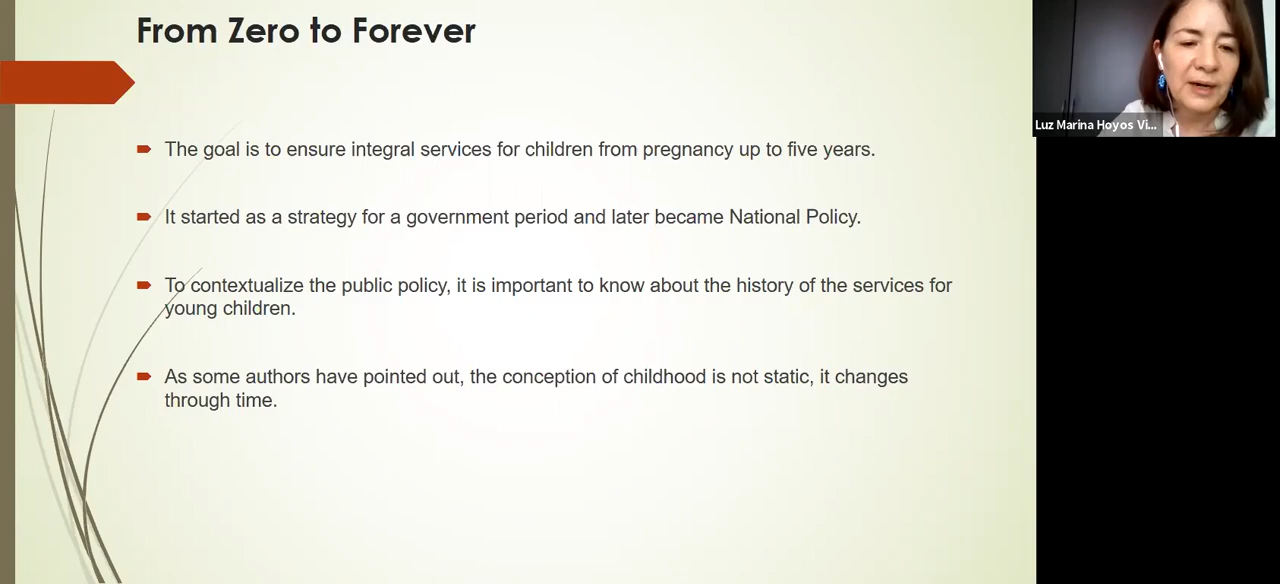 From Zero to Forever
The goal is to ensure integral services for children from pregnancy up to five years.
It started as a strategy for a government period and later became National Policy.
To contextualize the public policy, it is important to know about the history of the services for
young children.
As some authors have pointed out, the conception of childhood is not static, it changes
through time.
Luz Marina Hoyos Vi...